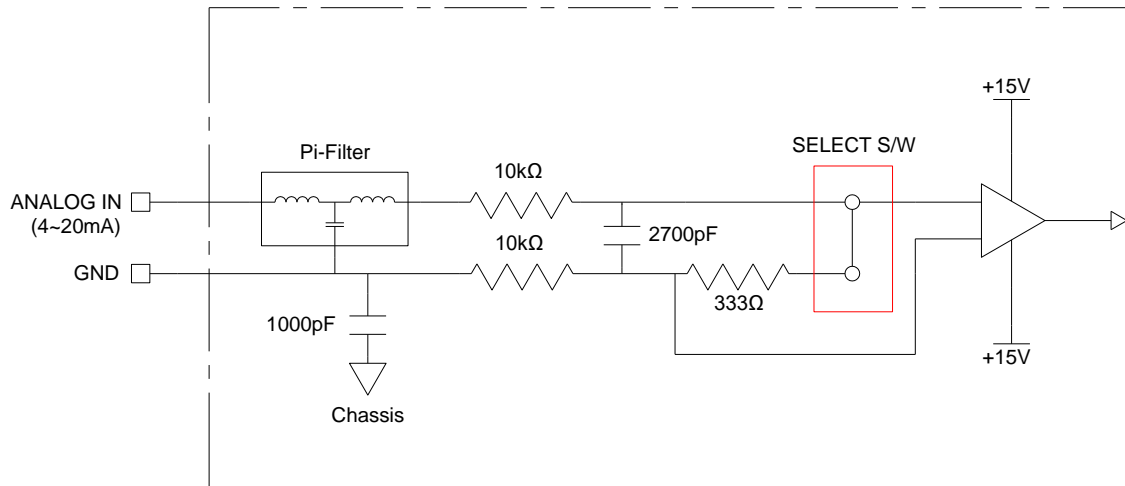 +15V
SELECT S/W
Pi-Filter
10kΩ
ANALOG IN
(4~20mA)
2700pF
10kΩ
GND
333Ω
1000pF
+15V
Chassis